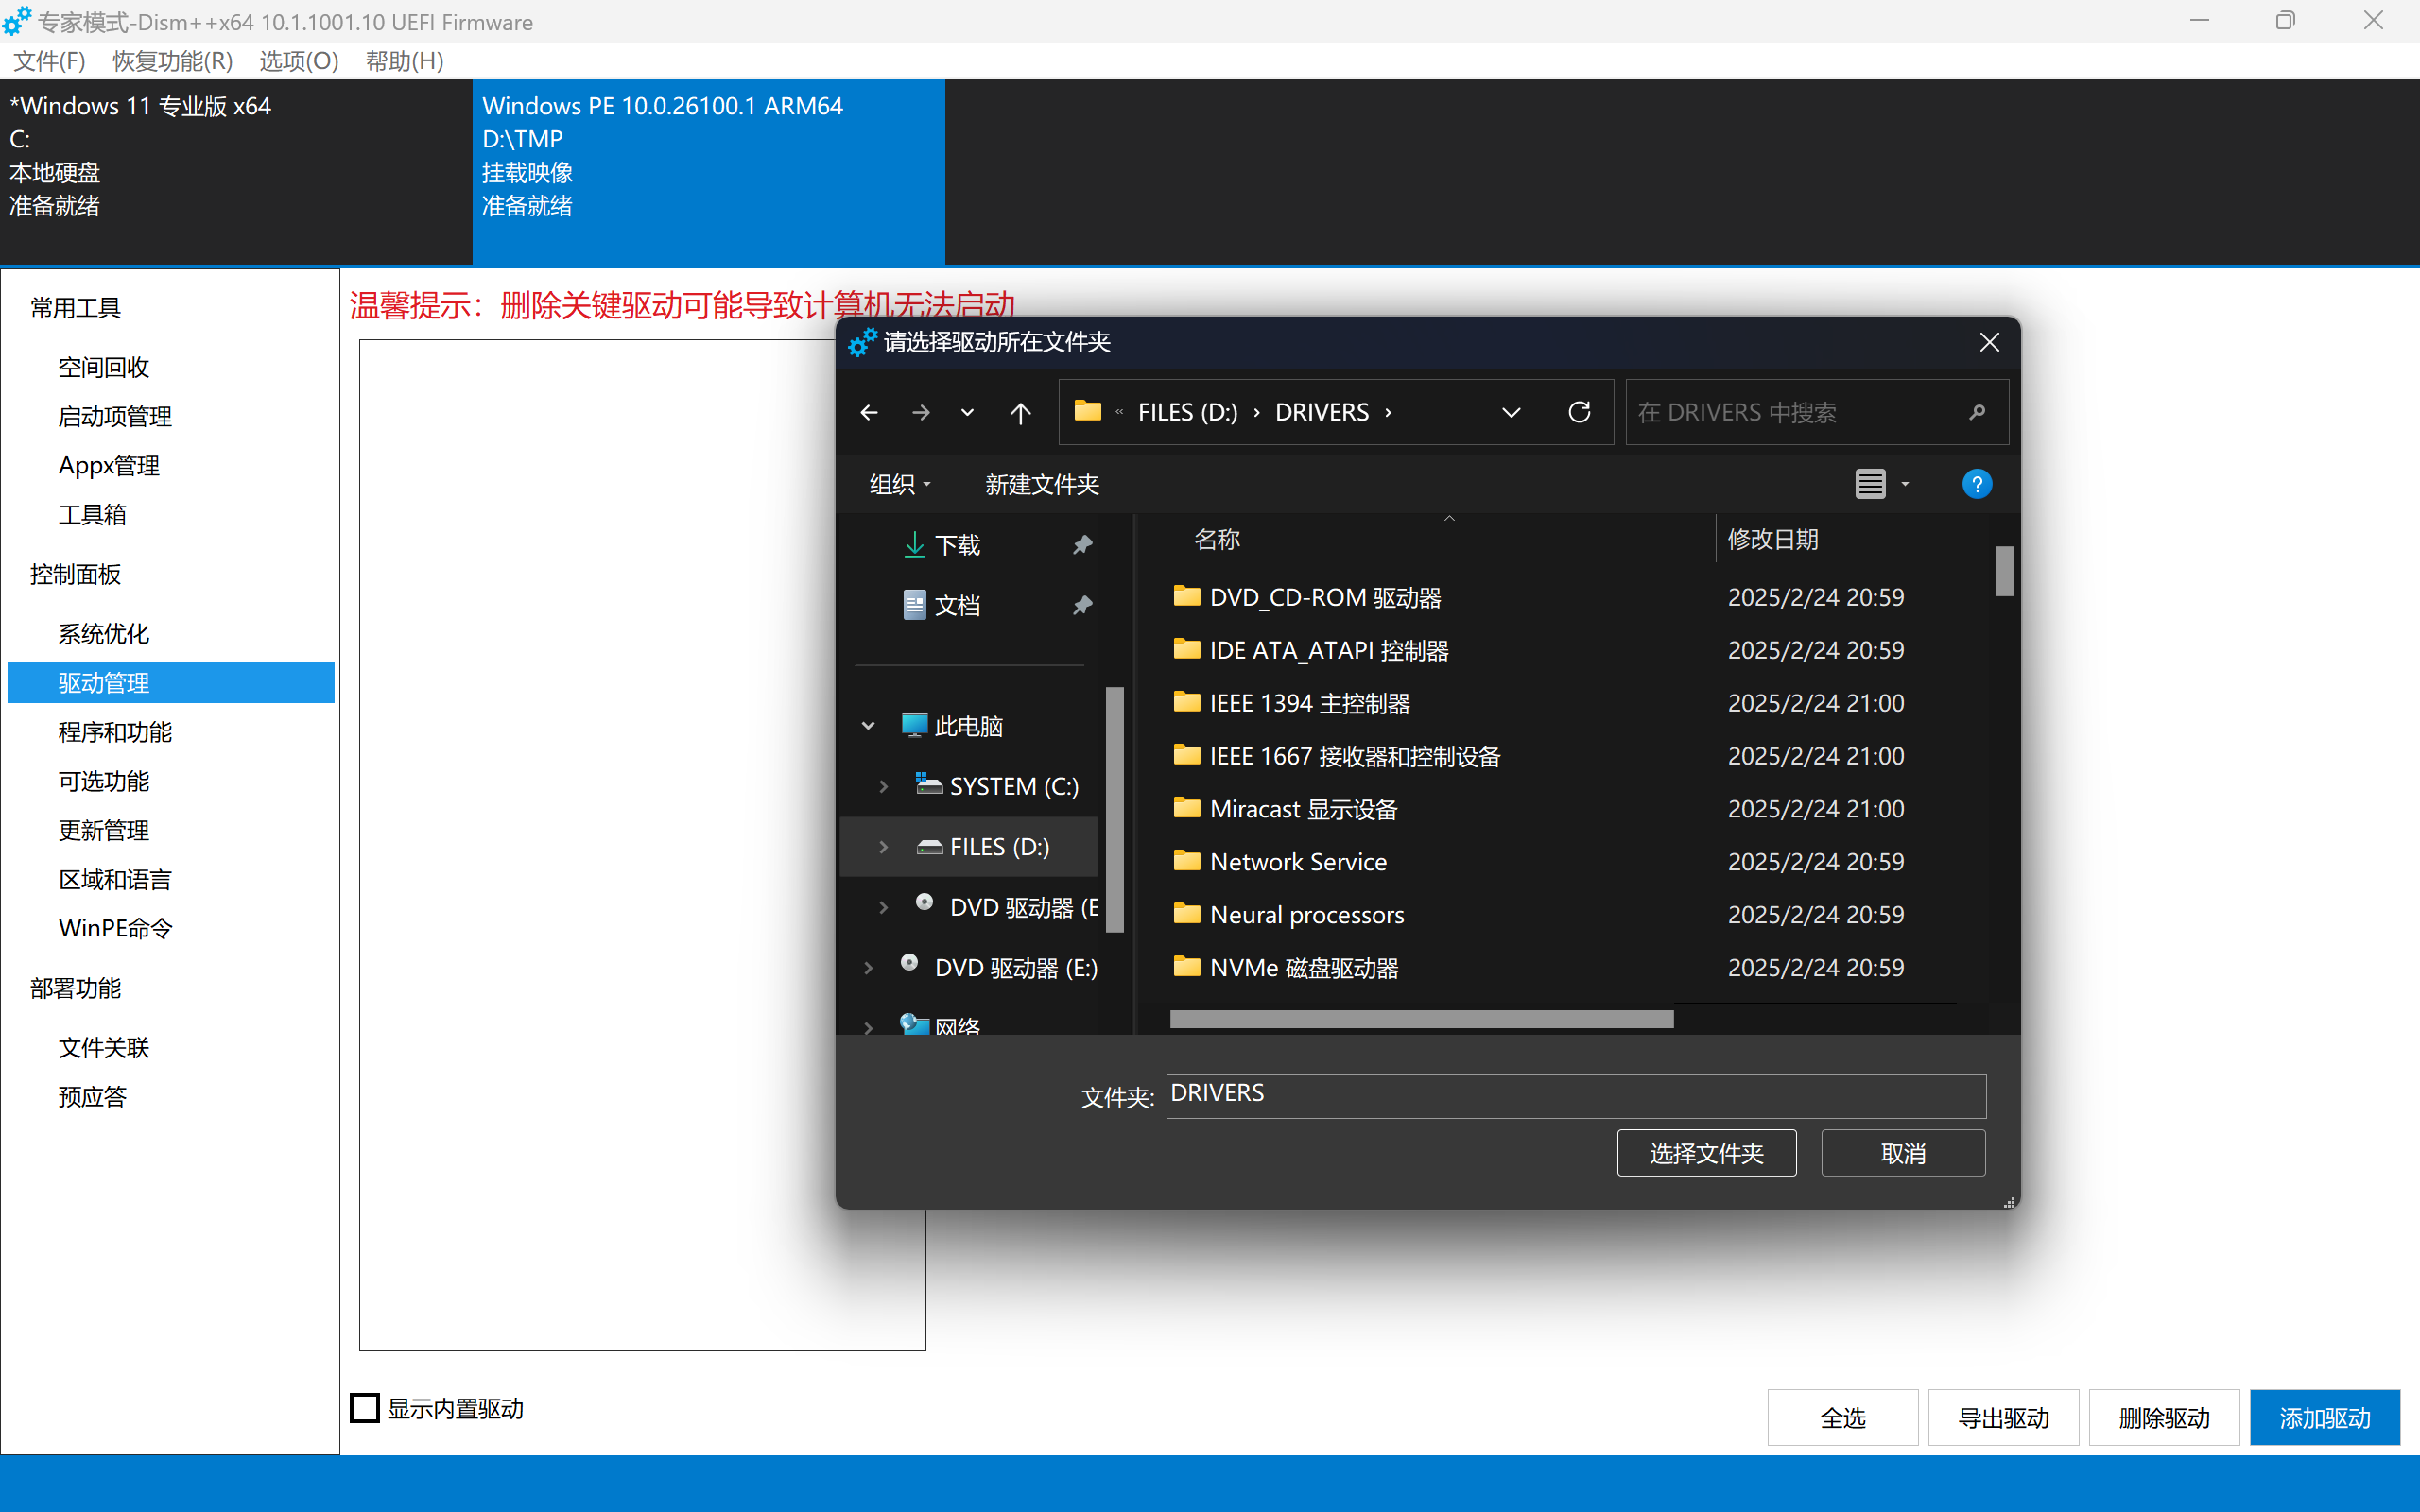 专家模式-Dism++x64 10.1.1001.10 UEFI Firmware
文件(F) 恢复功能(R) 选项(O) 帮助(H)
*Windows 11 专业版 x64
C:
本地硬盘
准备就绪
Windows PE 10.0.26100.1 ARM64
D:\TMP
挂载映像
准备就绪
常用工具
空间回收
启动项管理
Appx管理
工具箱
控制面板
系统优化
驱动管理
程序和功能
可选功能
更新管理
区域和语言
WinPE命令
部署功能
文件关联
预应答
温馨提示：删除关键驱动可能导致计算机无法启动
请选择驱动所在文件夹
« FILES (D:) › DRIVERS ›
在 DRIVERS 中搜索
组织
新建文件夹
下载
文档
此电脑
SYSTEM (C:)
FILES (D:)
DVD 驱动器 (E
DVD 驱动器 (E:)
网络
名称 修改日期
DVD_CD-ROM 驱动器 2025/2/24 20:59
IDE ATA_ATAPI 控制器 2025/2/24 20:59
IEEE 1394 主控制器 2025/2/24 21:00
IEEE 1667 接收器和控制设备 2025/2/24 21:00
Miracast 显示设备 2025/2/24 21:00
Network Service 2025/2/24 20:59
Neural processors 2025/2/24 20:59
NVMe 磁盘驱动器 2025/2/24 20:59
文件夹: DRIVERS
选择文件夹 取消
显示内置驱动
全选 导出驱动 删除驱动 添加驱动